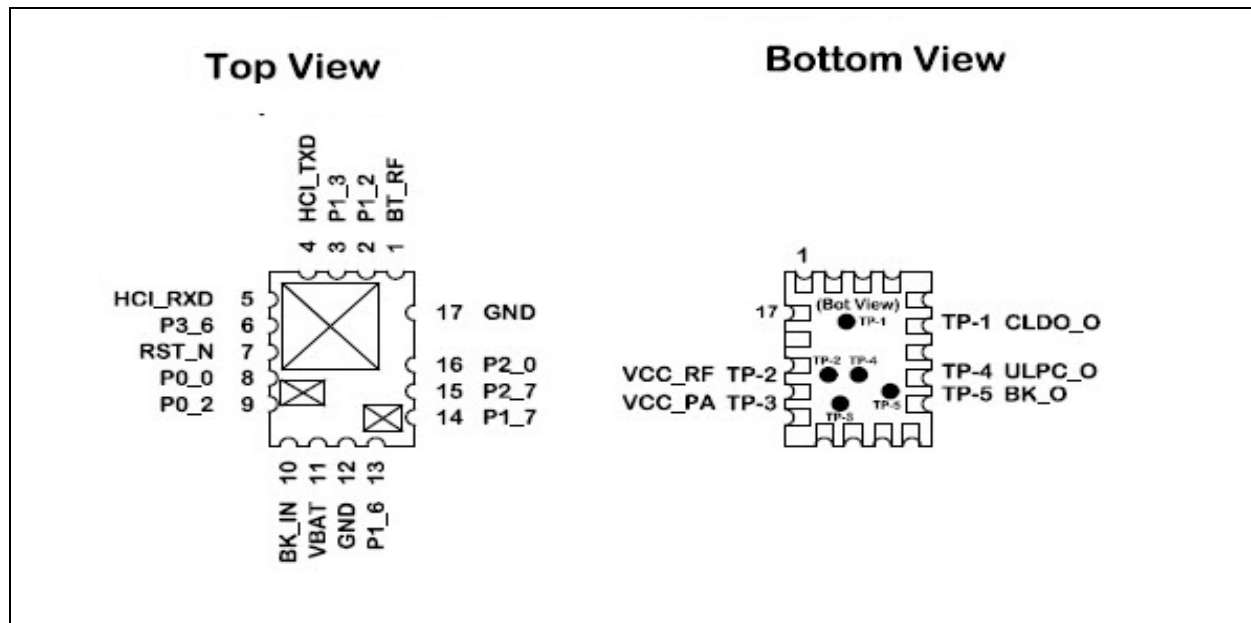 Top View
Bottom View
HCI_TXD
P1_3
P1_2
BT_RF
4 3 2 1
HCI_RXD 5
P3_6 6
RST_N 7
P0_0 8
P0_2 9
17 GND
16 P2_0
15 P2_7
14 P1_7
10 11 12 13
BK_IN
VBAT
GND
P1_6
1
17
(Bot View)
TP-1
TP-2 TP-4
TP-5
TP-3
VCC_RF TP-2
VCC_PA TP-3
TP-1 CLDO_O
TP-4 ULPC_O
TP-5 BK_O